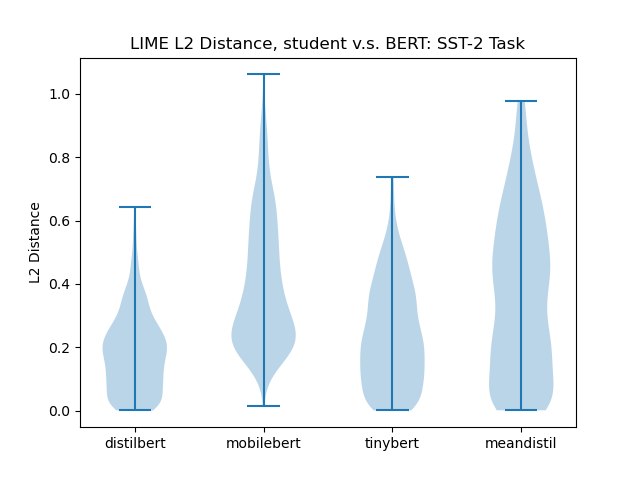 LIME L2 Distance, student v.s. BERT: SST-2 Task
L2 Distance
1.0
0.8
0.6
0.4
0.2
0.0
distilbert mobilebert tinybert meandistil